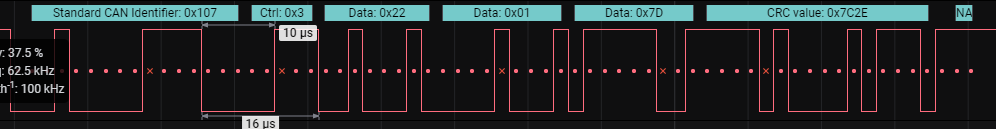 Standard CAN Identifier: 0x107 Ctrl: 0x3 Data: 0x22 Data: 0x01 Data: 0x7D CRC value: 0x7C2E NA
10 µs
y: 37.5 %
q: 62.5 kHz
th⁻¹: 100 kHz
16 µs